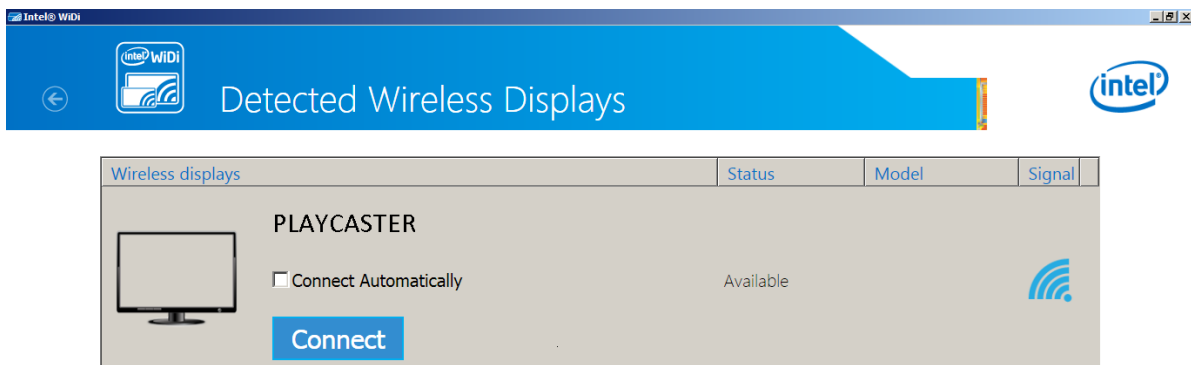 Intel® WiDi
intel WiDi
Detected Wireless Displays
intel
Wireless displays Status Model Signal
PLAYCASTER
Connect Automatically Available
Connect